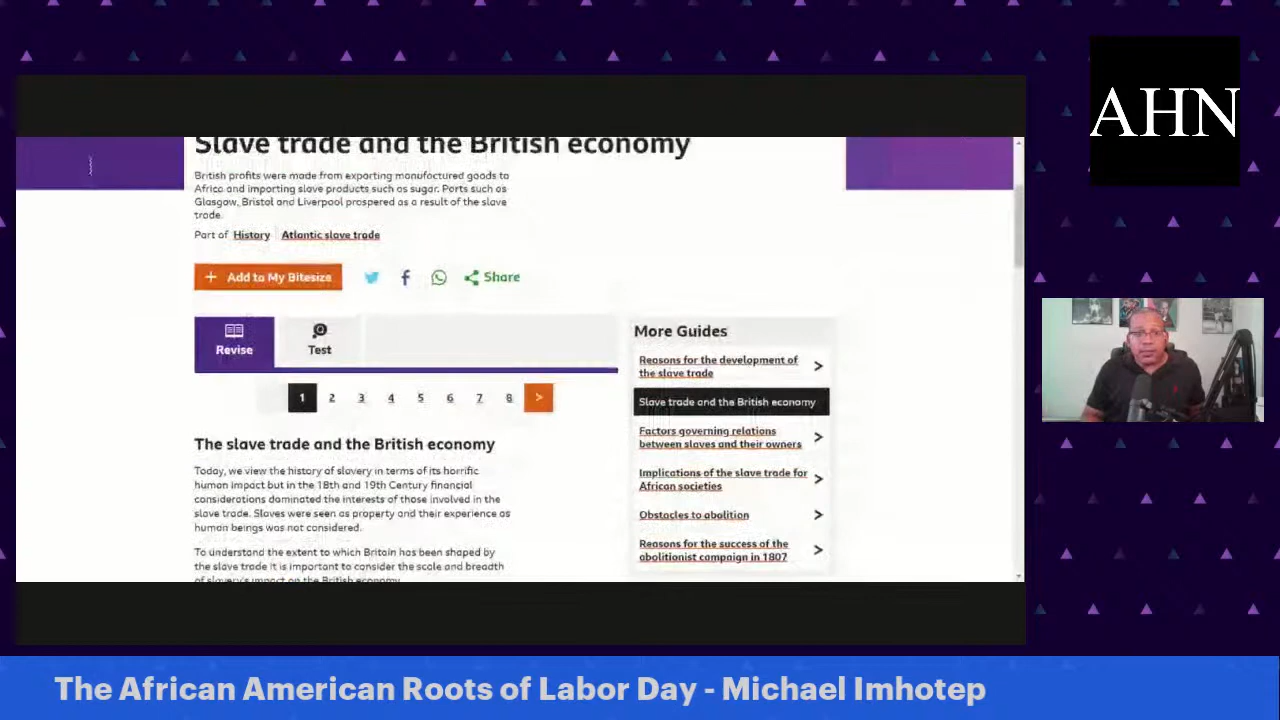 AHN
Slave trade and the British economy
British profits were made from exporting manufactured goods to
Africa and importing slave products such as sugar. Ports such as
Glasgow, Bristol and Liverpool prospered as a result of the slave
trade.
Part of History Atlantic slave trade
+ Add to My Bitesize
Share
Revise
Test
1 2 3 4 5 6 7 8 >
The slave trade and the British economy
Today, we view the history of slavery in terms of its horrific
human impact but in the 18th and 19th Century financial
considerations dominated the interests of those involved in the
slave trade. Slaves were seen as property and their experience as
human beings was not considered.
To understand the extent to which Britain has been shaped by
the slave trade it is important to consider the scale and breadth
of slavery's impact on the British economy.
More Guides
Reasons for the development of
the slave trade
Slave trade and the British economy
Factors governing relations
between slaves and their owners
Implications of the slave trade for
African societies
Obstacles to abolition
Reasons for the success of the
abolitionist campaign in 1807
The African American Roots of Labor Day - Michael Imhotep